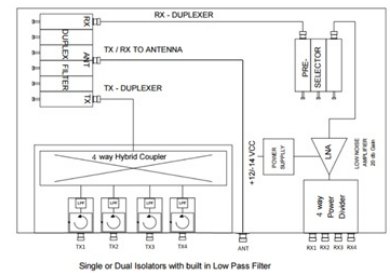 RX - DUPLEXER
RX
DUPLEX FILTER
ANT
TX
TX / RX TO ANTENNA
TX - DUPLEXER
PRE-
SELECTOR
4 way Hybrid Coupler
+12/-14 VCC
POWER
SUPPLLY
LNA
LOW NOISE
AMPLIFIER
20 db Gain
LPF
LPF
LPF
LPF
4 way
Power
Divider
TX1
TX2
TX3
TX4
ANT
RX1
RX2
RX3
RX4
Single or Dual Isolators with built in Low Pass Filter